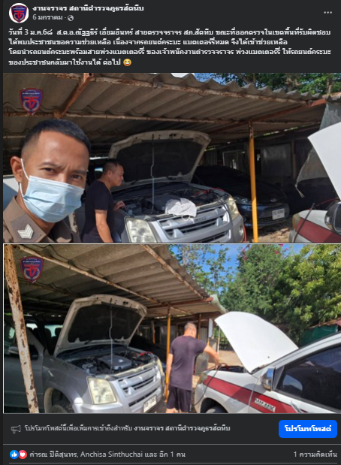 งานจราจร สถานีตำรวจภูธรสัตหีบ
6 มกราคม ·
วันที่ 3 ม.ค.68 ส.ต.อ.ณัฐฐชัย เอี่ยมอินทร์ สายตรวจจราจร สภ.สัตหีบ ขณะที่ออกตรวจในเขตพื้นที่รับผิดชอบ
ได้พบประชาชนขอความช่วยเหลือ เนื่องจากรถยนต์กระบะ แบตเตอรี่หมด จึงได้เข้าช่วยเหลือ
โดยนำรถยนต์กระบะพร้อมสายพ่วงแบตเตอรี่ ของเจ้าพนักงานตำรวจจราจร พ่วงแบตเตอรี่ ให้รถยนต์กระบะ
ของประชาชนกลับมาใช้งานได้ ต่อไป
โปรโมทโพสต์นี้เพื่อเพิ่มการเข้าถึงสำหรับ งานจราจร สถานีตำรวจภูธรสัตหีบ
โปรโมทโพสต์
คำรณ ปิติสุนทร, Anchisa Sinthuchai และ อีก 1 คน
1 ความคิดเห็น